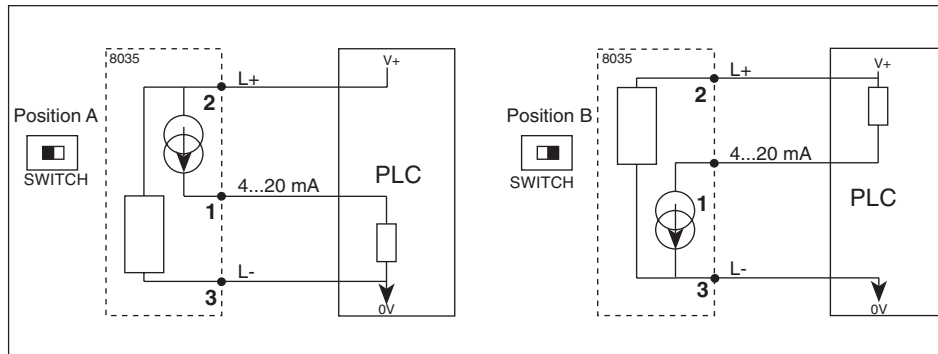 8035
L+
V+
2
Position A
SWITCH
4...20 mA
PLC
1
L-
3
0V
8035
L+
V+
2
Position B
SWITCH
4...20 mA
1
PLC
L-
3
0V